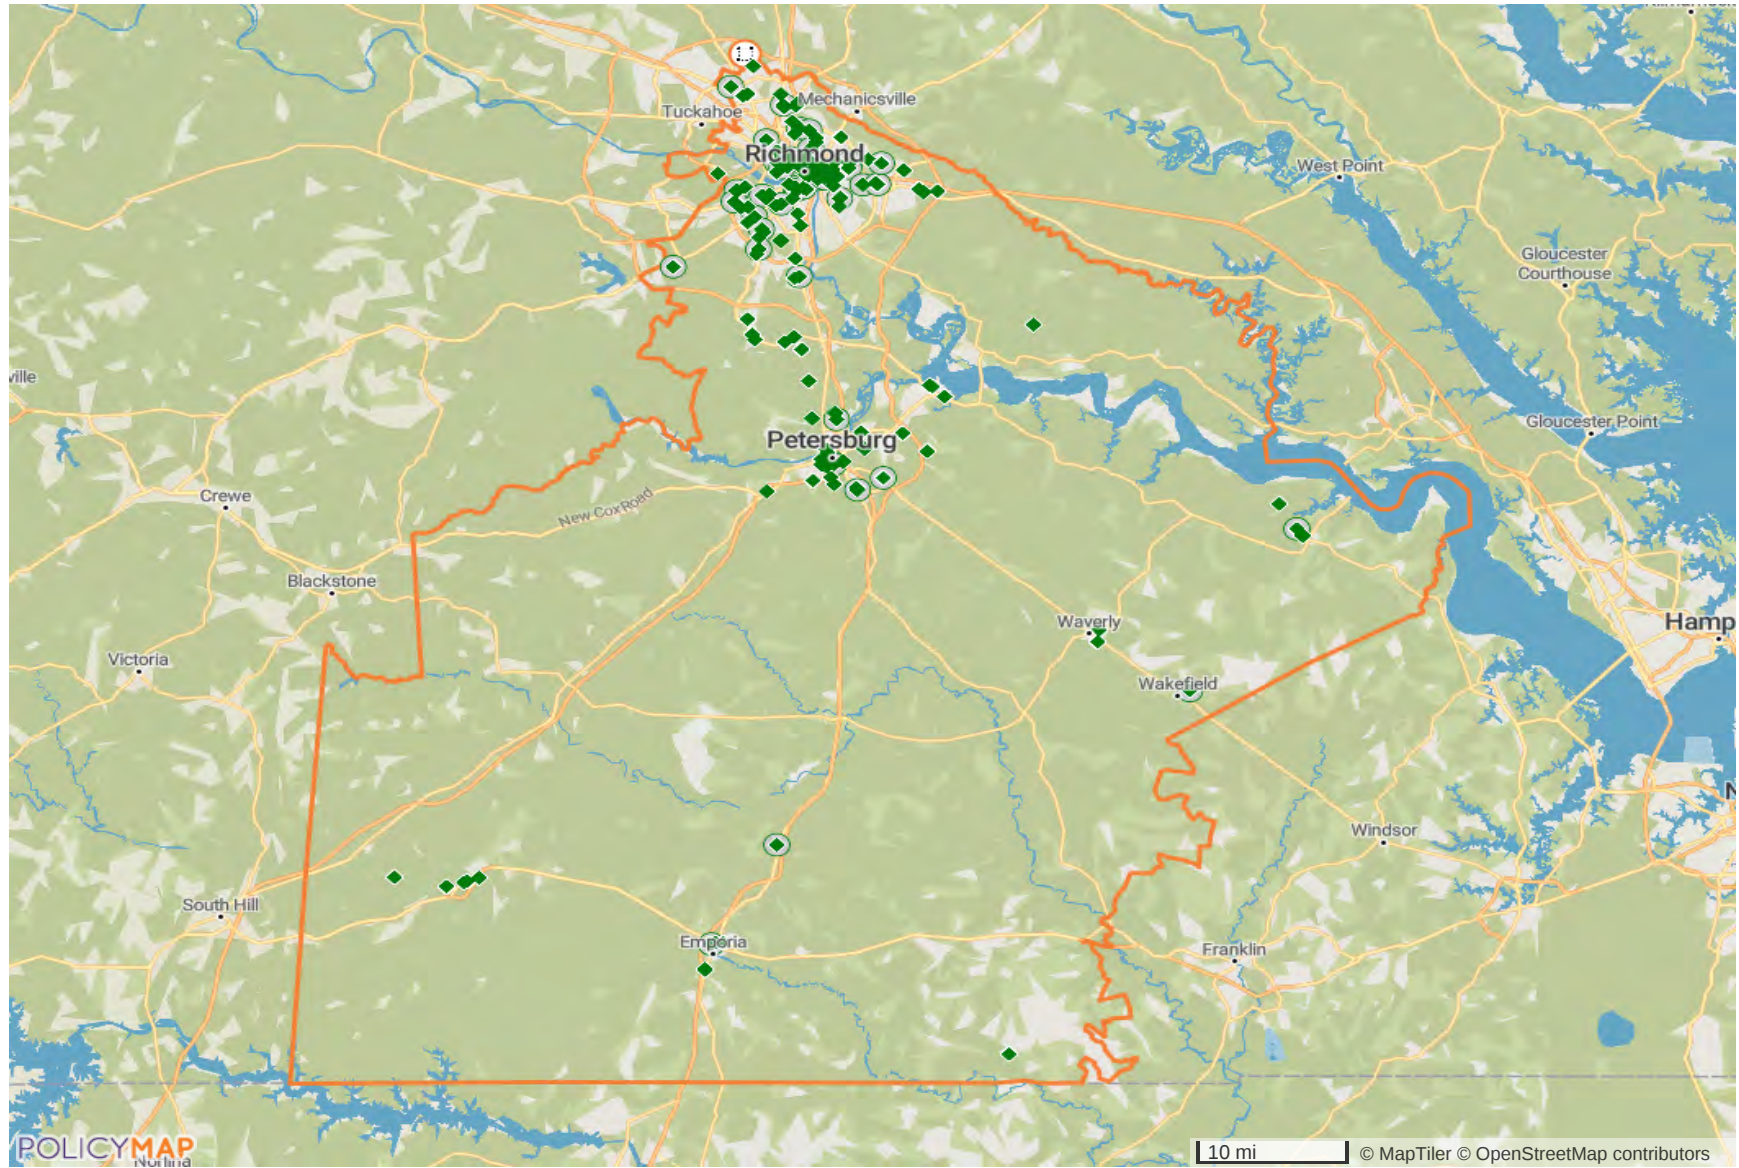 Mechanicsville
Tuckahoe
Richmond
West Point
Gloucester
Courthouse
ville
Gloucester Point
Petersburg
Crewe
New Cox Road
Blackstone
Waverly
Hamp
Victoria
Wakefield
N
Windsor
South Hill
Emporia
Franklin
POLICYMAP
Norlina
10 mi
© MapTiler © OpenStreetMap contributors